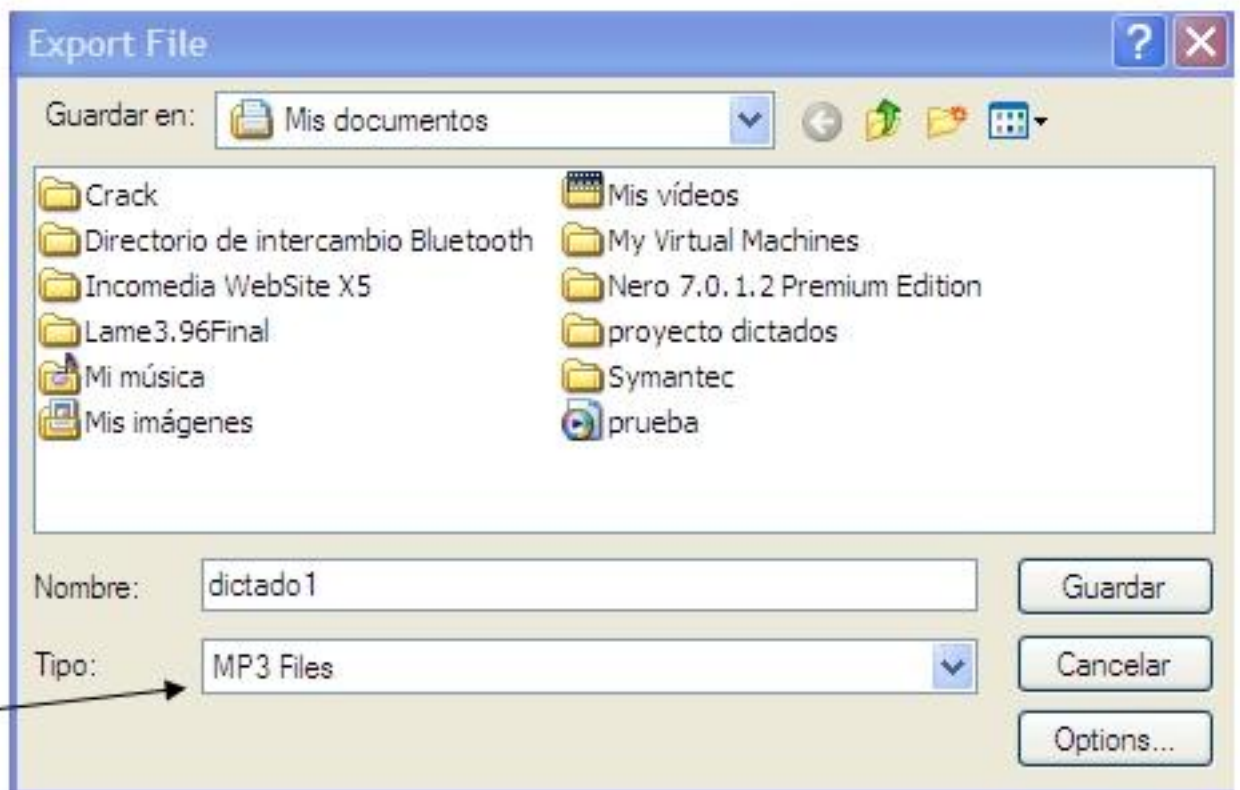 Export File
Guardar en: Mis documentos
Crack
Directorio de intercambio Bluetooth
Incomedia WebSite X5
Lame3.96Final
Mi música
Mis imágenes
Mis vídeos
My Virtual Machines
Nero 7.0.1.2 Premium Edition
proyecto dictados
Symantec
prueba
Nombre: dictado1 Guardar
Tipo: MP3 Files Cancelar
Options...